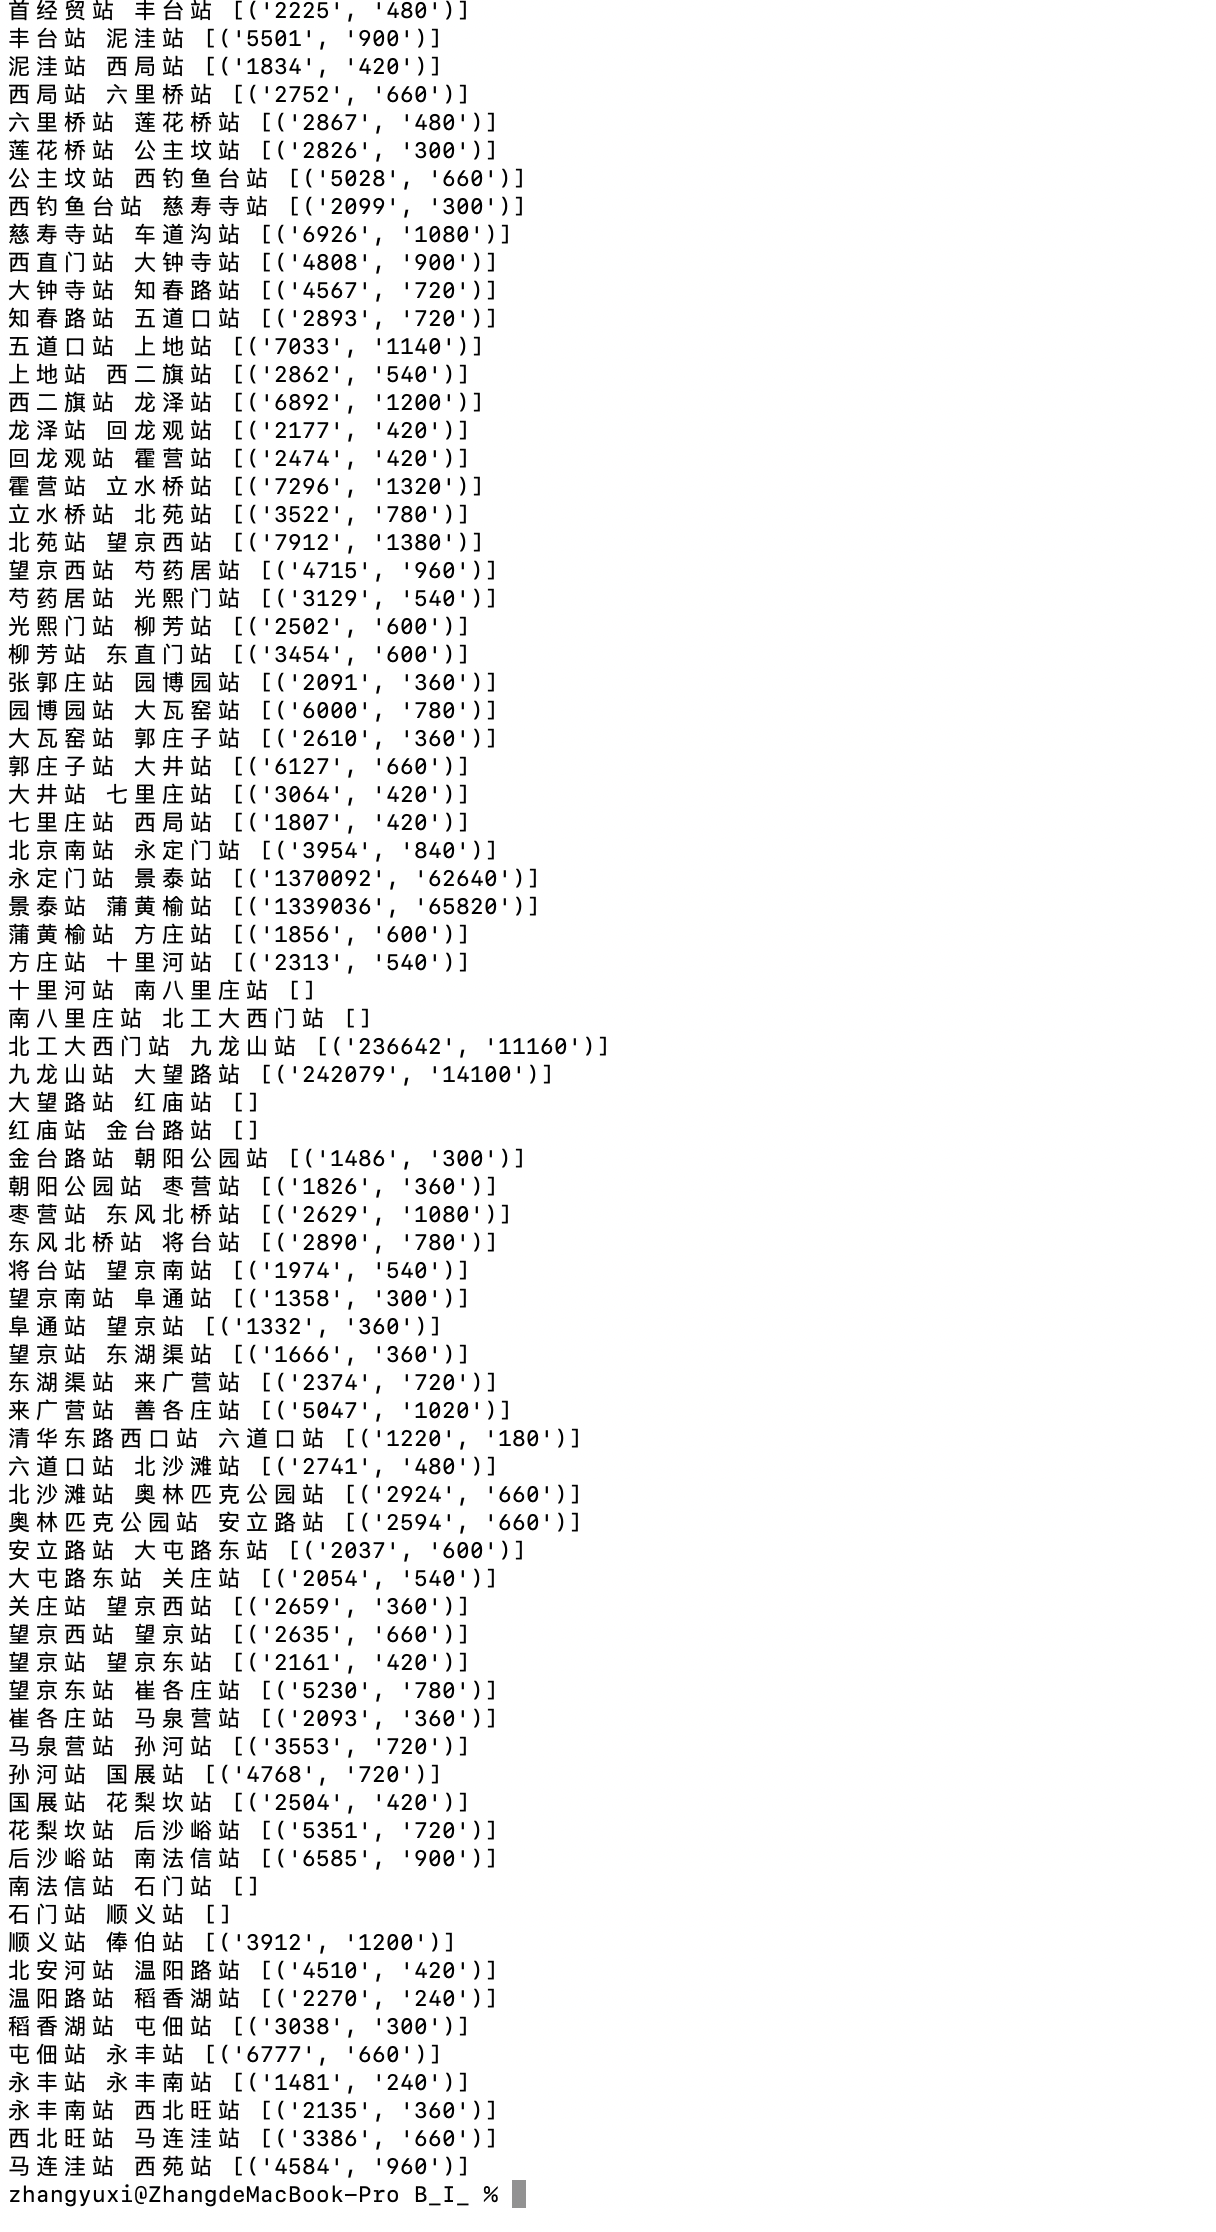 首经贸站 丰台站 [('2225', '480')]
丰台站 泥洼站 [('5501', '900')]
泥洼站 西局站 [('1834', '420')]
西局站 六里桥站 [('2752', '660')]
六里桥站 莲花桥站 [('2867', '480')]
莲花桥站 公主坟站 [('2826', '300')]
公主坟站 西钓鱼台站 [('5028', '660')]
西钓鱼台站 慈寿寺站 [('2099', '300')]
慈寿寺站 车道沟站 [('6926', '1080')]
西直门站 大钟寺站 [('4808', '900')]
大钟寺站 知春路站 [('4567', '720')]
知春路站 五道口站 [('2893', '720')]
五道口站 上地站 [('7033', '1140')]
上地站 西二旗站 [('2862', '540')]
西二旗站 龙泽站 [('6892', '1200')]
龙泽站 回龙观站 [('2177', '420')]
回龙观站 霍营站 [('2474', '420')]
霍营站 立水桥站 [('7296', '1320')]
立水桥站 北苑站 [('3522', '780')]
北苑站 望京西站 [('7912', '1380')]
望京西站 芍药居站 [('4715', '960')]
芍药居站 光熙门站 [('3129', '540')]
光熙门站 柳芳站 [('2502', '600')]
柳芳站 东直门站 [('3454', '600')]
张郭庄站 园博园站 [('2091', '360')]
园博园站 大瓦窑站 [('6000', '780')]
大瓦窑站 郭庄子站 [('2610', '360')]
郭庄子站 大井站 [('6127', '660')]
大井站 七里庄站 [('3064', '420')]
七里庄站 西局站 [('1807', '420')]
北京南站 永定门站 [('3954', '840')]
永定门站 景泰站 [('1370092', '62640')]
景泰站 蒲黄榆站 [('1339036', '65820')]
蒲黄榆站 方庄站 [('1856', '600')]
方庄站 十里河站 [('2313', '540')]
十里河站 南八里庄站 []
南八里庄站 北工大西门站 []
北工大西门站 九龙山站 [('236642', '11160')]
九龙山站 大望路站 [('242079', '14100')]
大望路站 红庙站 []
红庙站 金台路站 []
金台路站 朝阳公园站 [('1486', '300')]
朝阳公园站 枣营站 [('1826', '360')]
枣营站 东风北桥站 [('2629', '1080')]
东风北桥站 将台站 [('2890', '780')]
将台站 望京南站 [('1974', '540')]
望京南站 阜通站 [('1358', '300')]
阜通站 望京站 [('1332', '360')]
望京站 东湖渠站 [('1666', '360')]
东湖渠站 来广营站 [('2374', '720')]
来广营站 善各庄站 [('5047', '1020')]
清华东路西口站 六道口站 [('1220', '180')]
六道口站 北沙滩站 [('2741', '480')]
北沙滩站 奥林匹克公园站 [('2924', '660')]
奥林匹克公园站 安立路站 [('2594', '660')]
安立路站 大屯路东站 [('2037', '600')]
大屯路东站 关庄站 [('2054', '540')]
关庄站 望京西站 [('2659', '360')]
望京西站 望京站 [('2635', '660')]
望京站 望京东站 [('2161', '420')]
望京东站 崔各庄站 [('5230', '780')]
崔各庄站 马泉营站 [('2093', '360')]
马泉营站 孙河站 [('3553', '720')]
孙河站 国展站 [('4768', '720')]
国展站 花梨坎站 [('2504', '420')]
花梨坎站 后沙峪站 [('5351', '720')]
后沙峪站 南法信站 [('6585', '900')]
南法信站 石门站 []
石门站 顺义站 []
顺义站 俸伯站 [('3912', '1200')]
北安河站 温阳路站 [('4510', '420')]
温阳路站 稻香湖站 [('2270', '240')]
稻香湖站 屯佃站 [('3038', '300')]
屯佃站 永丰站 [('6777', '660')]
永丰站 永丰南站 [('1481', '240')]
永丰南站 西北旺站 [('2135', '360')]
西北旺站 马连洼站 [('3386', '660')]
马连洼站 西苑站 [('4584', '960')]
zhangyuxi@ZhangdeMacBook-Pro B_I_ %